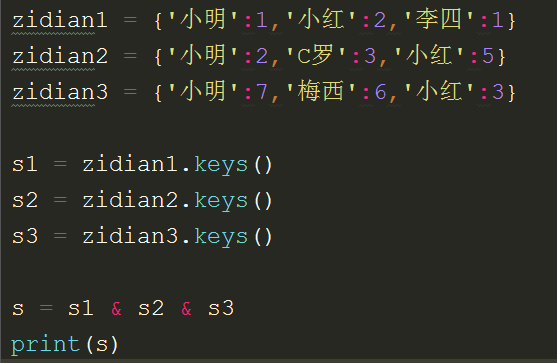 zidian1 = {'小明':1,'小红':2,'李四':1}
zidian2 = {'小明':2,'C罗':3,'小红':5}
zidian3 = {'小明':7,'梅西':6,'小红':3}
s1 = zidian1.keys()
s2 = zidian2.keys()
s3 = zidian3.keys()
s = s1 & s2 & s3
print(s)